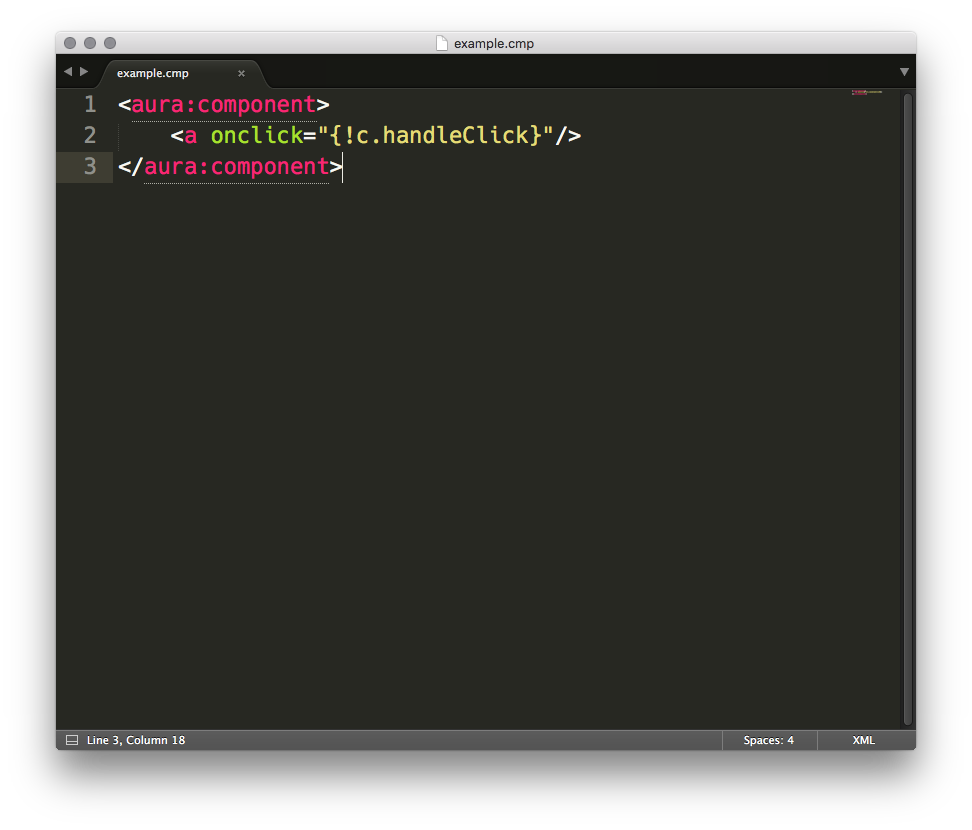 example.cmp
example.cmp ×
1 <aura:component>
2     <a onclick="{!c.handleClick}"/>
3 </aura:component>
Line 3, Column 18 Spaces: 4 XML